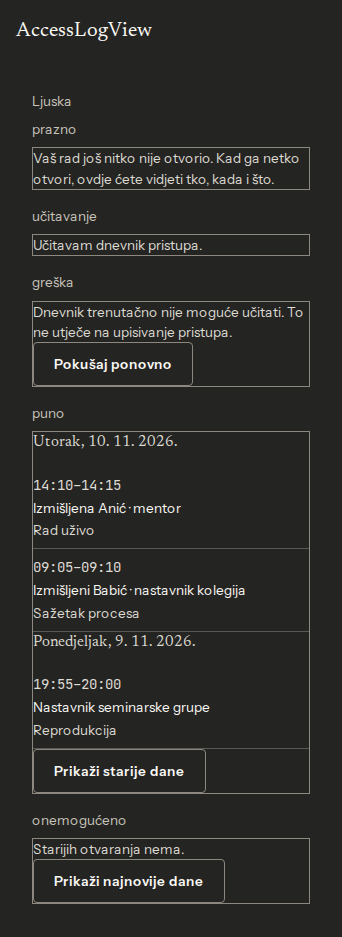 AccessLogView
Ljuska
prazno
Vaš rad još nitko nije otvorio. Kad ga netko
otvori, ovdje ćete vidjeti tko, kada i što.
učitavanje
Učitavam dnevnik pristupa.
greška
Dnevnik trenutačno nije moguće učitati. To
ne utječe na upisivanje pristupa.
Pokušaj ponovno
puno
Utorak, 10. 11. 2026.
14:10–14:15
Izmišljena Anić · mentor
Rad uživo
09:05–09:10
Izmišljeni Babić · nastavnik kolegija
Sažetak procesa
Ponedjeljak, 9. 11. 2026.
19:55–20:00
Nastavnik seminarske grupe
Reprodukcija
Prikaži starije dane
onemogućeno
Starijih otvaranja nema.
Prikaži najnovije dane